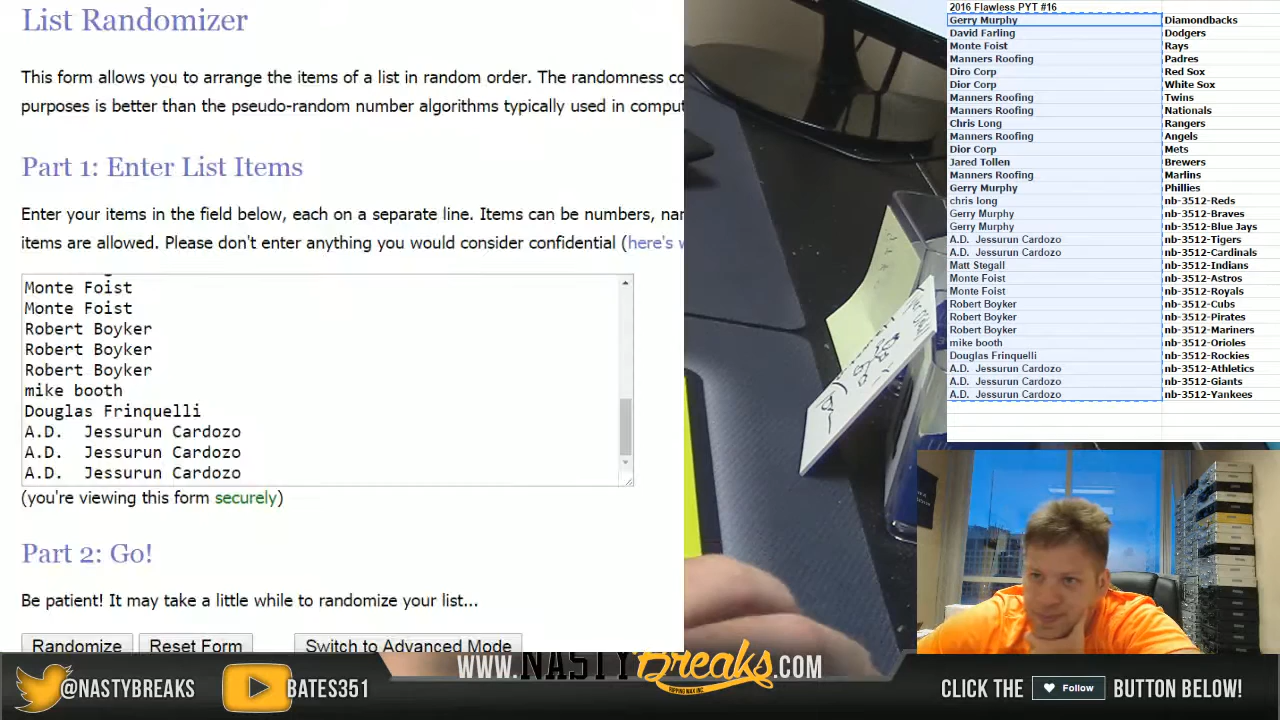 List Randomizer
This form allows you to arrange the items of a list in random order. The randomness co
purposes is better than the pseudo-random number algorithms typically used in comput
Part 1: Enter List Items
Enter your items in the field below, each on a separate line. Items can be numbers, nar
items are allowed. Please don't enter anything you would consider confidential (here's w
Monte Foist
Monte Foist
Robert Boyker
Robert Boyker
Robert Boyker
mike booth
Douglas Frinquelli
A.D.  Jessurun Cardozo
A.D.  Jessurun Cardozo
A.D.  Jessurun Cardozo
(you're viewing this form securely)
Part 2: Go!
Be patient! It may take a little while to randomize your list...
Randomize Reset Form Switch to Advanced Mode
2016 Flawless PYT #16
Gerry Murphy Diamondbacks
David Farling Dodgers
Monte Foist Rays
Manners Roofing Padres
Diro Corp Red Sox
Dior Corp White Sox
Manners Roofing Twins
Manners Roofing Nationals
Chris Long Rangers
Manners Roofing Angels
Dior Corp Mets
Jared Tollen Brewers
Manners Roofing Marlins
Gerry Murphy Phillies
chris long nb-3512-Reds
Gerry Murphy nb-3512-Braves
Gerry Murphy nb-3512-Blue Jays
A.D.  Jessurun Cardozo nb-3512-Tigers
A.D.  Jessurun Cardozo nb-3512-Cardinals
Matt Stegall nb-3512-Indians
Monte Foist nb-3512-Astros
Monte Foist nb-3512-Royals
Robert Boyker nb-3512-Cubs
Robert Boyker nb-3512-Pirates
Robert Boyker nb-3512-Mariners
mike booth nb-3512-Orioles
Douglas Frinquelli nb-3512-Rockies
A.D.  Jessurun Cardozo nb-3512-Athletics
A.D.  Jessurun Cardozo nb-3512-Giants
A.D.  Jessurun Cardozo nb-3512-Yankees
@NASTYBREAKS BATES351 WWW.NASTYBreaks.COM CLICK THE Follow BUTTON BELOW!
RIPPING WAX INC